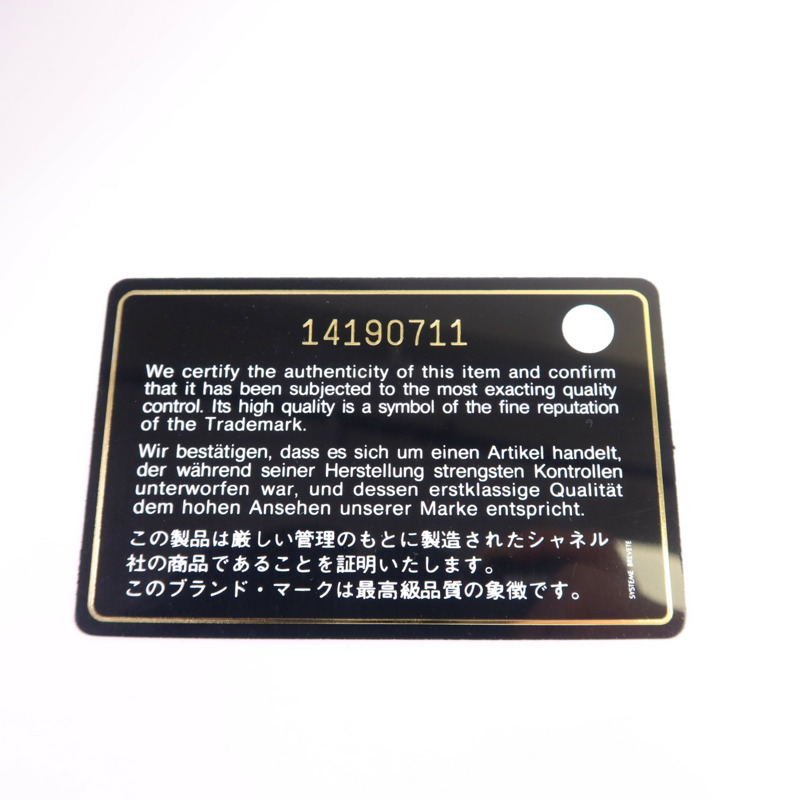 14190711
We certify the authenticity of this item and confirm
that it has been subjected to the most exacting quality
control. Its high quality is a symbol of the fine reputation
of the Trademark.
Wir bestätigen, dass es sich um einen Artikel handelt,
der während seiner Herstellung strengsten Kontrollen
unterworfen war, und dessen erstklassige Qualität
dem hohen Ansehen unserer Marke entspricht.
この製品は厳しい管理のもとに製造されたシャネル
社の商品であることを証明いたします。
このブランド・マークは最高級品質の象徴です。
SYSTEME BREVETE